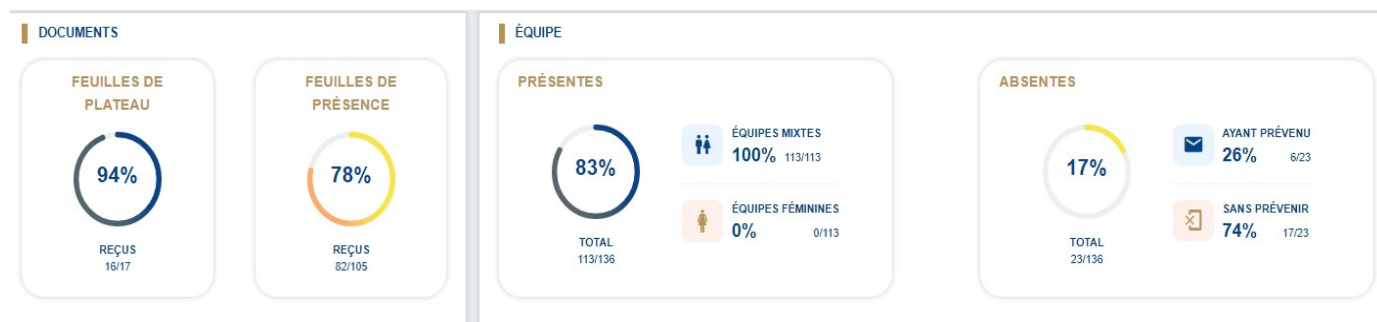 DOCUMENTS
FEUILLES DE
PLATEAU
94%
REÇUS
16/17
FEUILLES DE
PRÉSENCE
78%
REÇUS
82/105
ÉQUIPE
PRÉSENTES
83%
TOTAL
113/136
ÉQUIPES MIXTES
100% 113/113
ÉQUIPES FÉMININES
0% 0/113
ABSENTES
17%
TOTAL
23/136
AYANT PRÉVENU
26% 6/23
SANS PRÉVENIR
74% 17/23